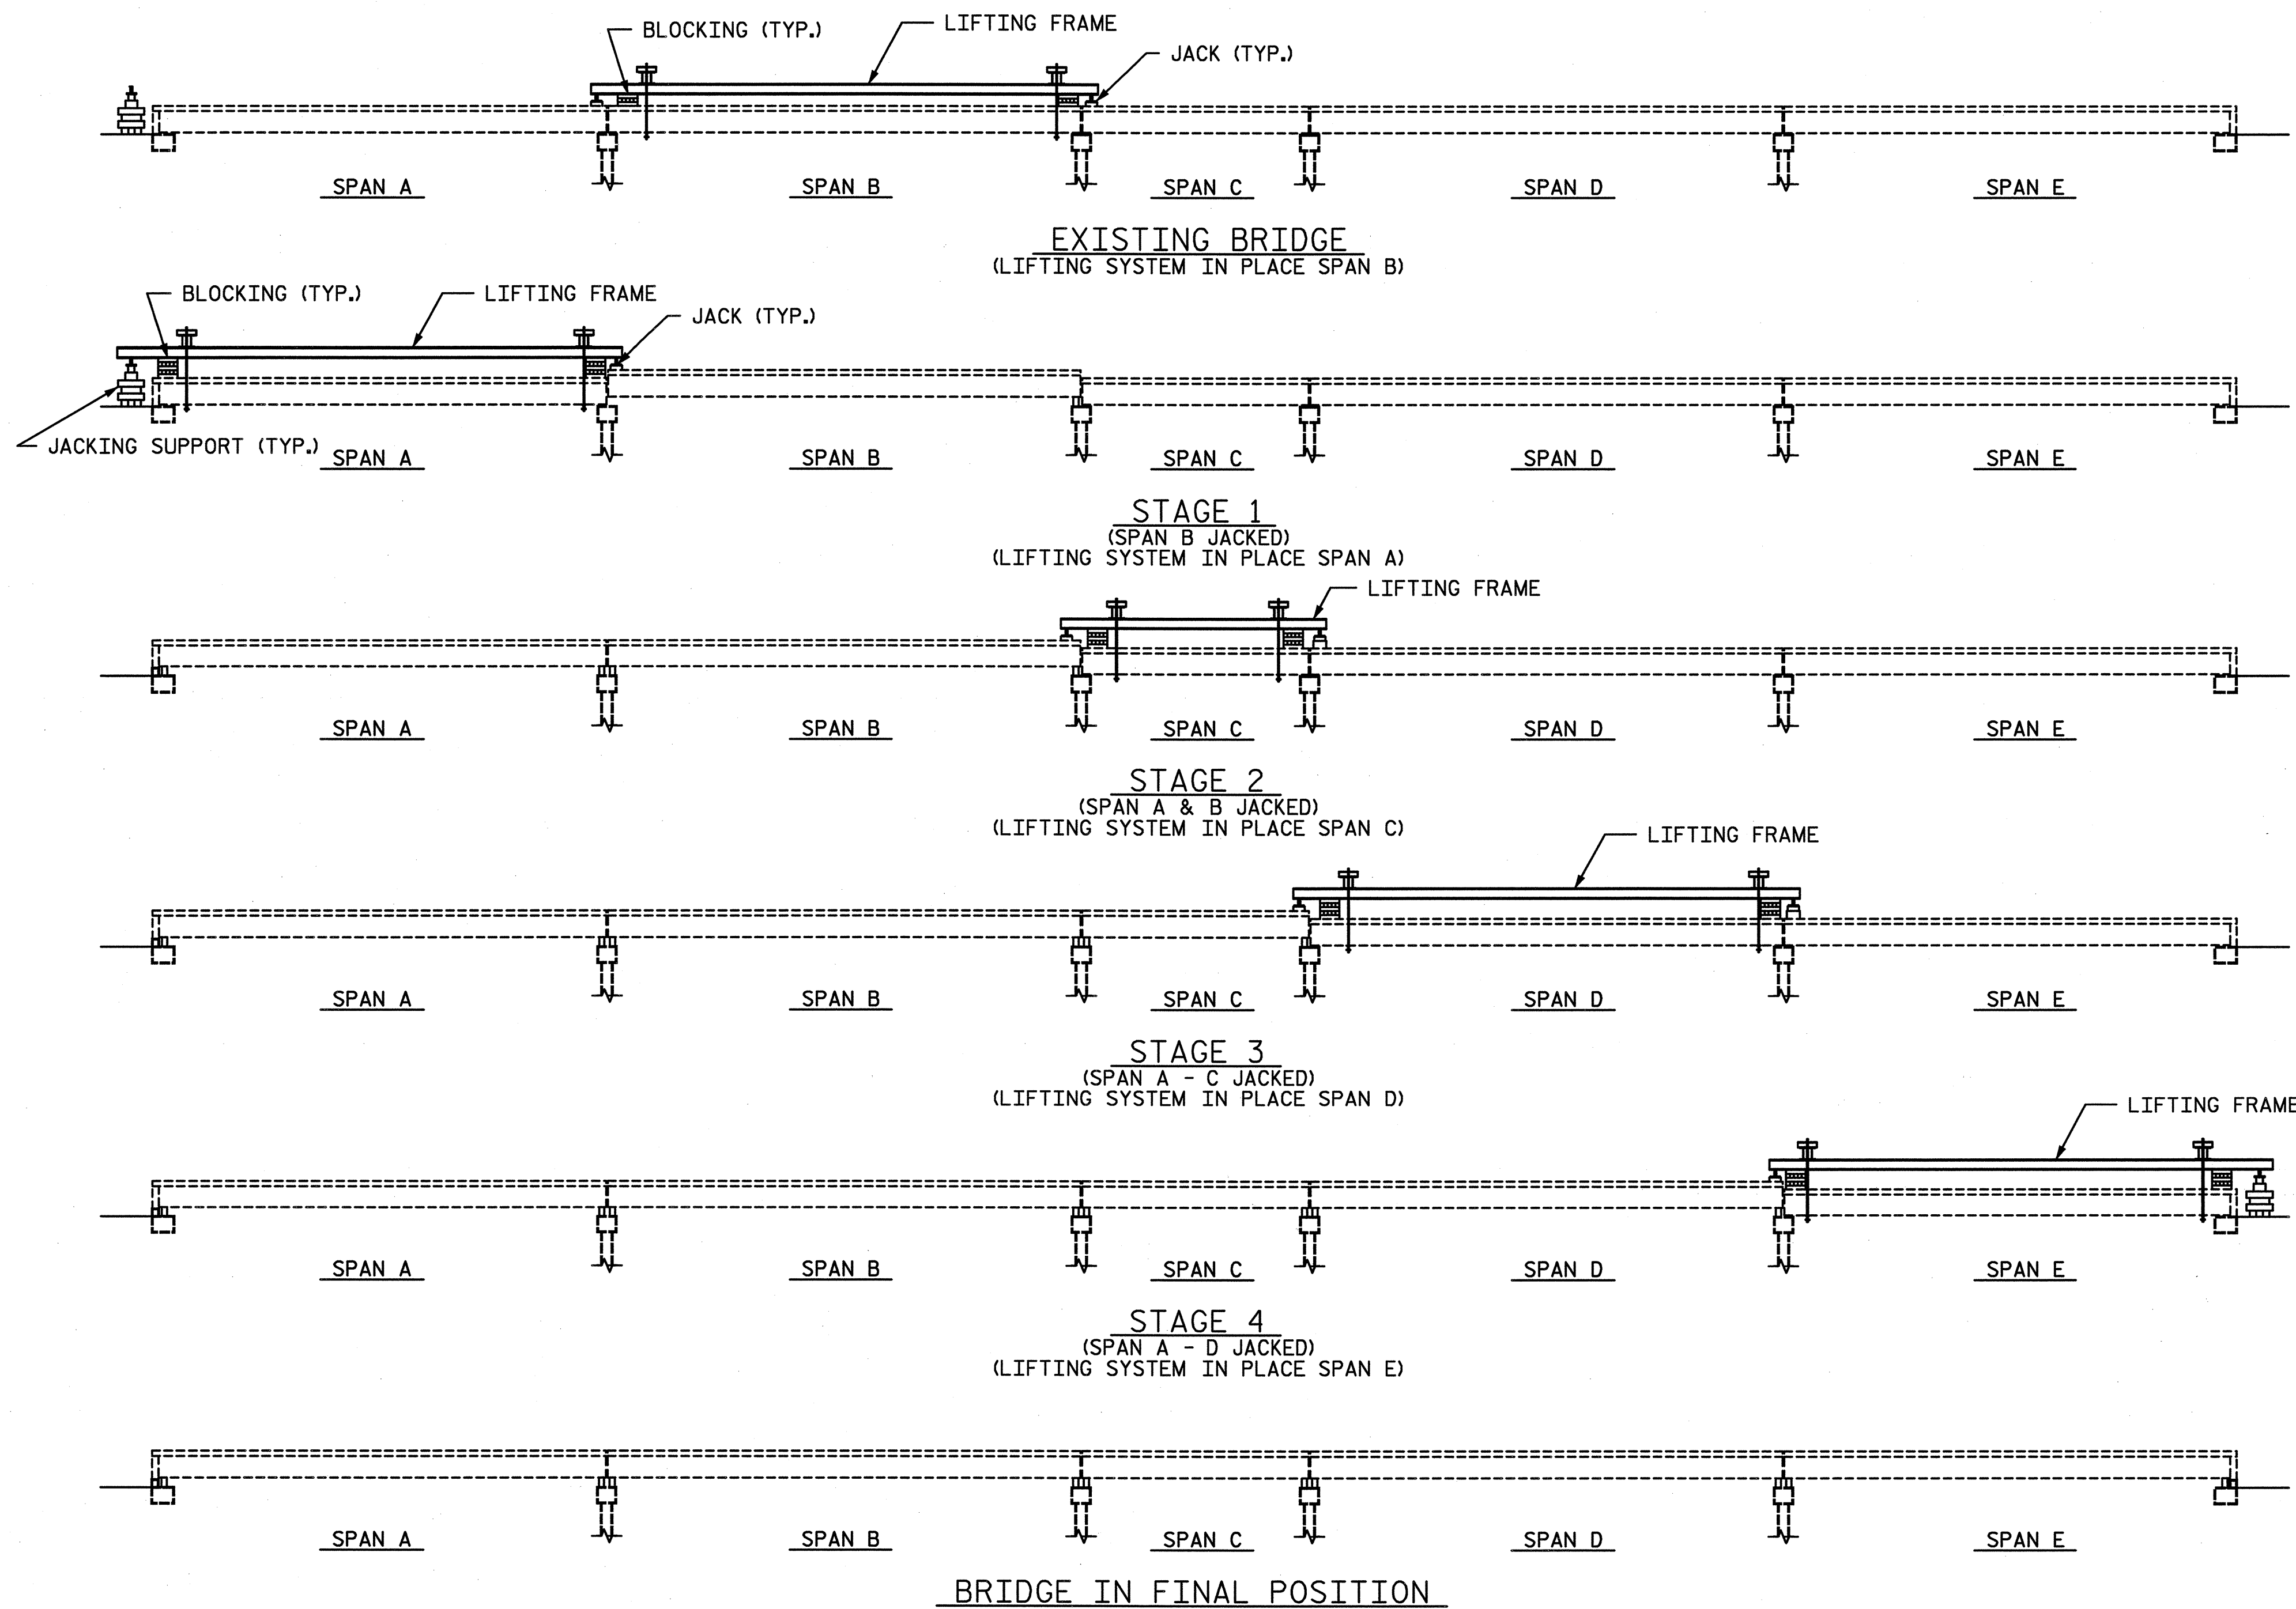 BLOCKING (TYP.)
LIFTING FRAME
JACK (TYP.)
SPAN A
SPAN B
SPAN C
SPAN D
SPAN E
EXISTING BRIDGE
(LIFTING SYSTEM IN PLACE SPAN B)
BLOCKING (TYP.)
LIFTING FRAME
JACK (TYP.)
JACKING SUPPORT (TYP.)
SPAN A
SPAN B
SPAN C
SPAN D
SPAN E
STAGE 1
(SPAN B JACKED)
(LIFTING SYSTEM IN PLACE SPAN A)
LIFTING FRAME
SPAN A
SPAN B
SPAN C
SPAN D
SPAN E
STAGE 2
(SPAN A & B JACKED)
(LIFTING SYSTEM IN PLACE SPAN C)
LIFTING FRAME
SPAN A
SPAN B
SPAN C
SPAN D
SPAN E
STAGE 3
(SPAN A - C JACKED)
(LIFTING SYSTEM IN PLACE SPAN D)
LIFTING FRAME
SPAN A
SPAN B
SPAN C
SPAN D
SPAN E
STAGE 4
(SPAN A - D JACKED)
(LIFTING SYSTEM IN PLACE SPAN E)
SPAN A
SPAN B
SPAN C
SPAN D
SPAN E
BRIDGE IN FINAL POSITION